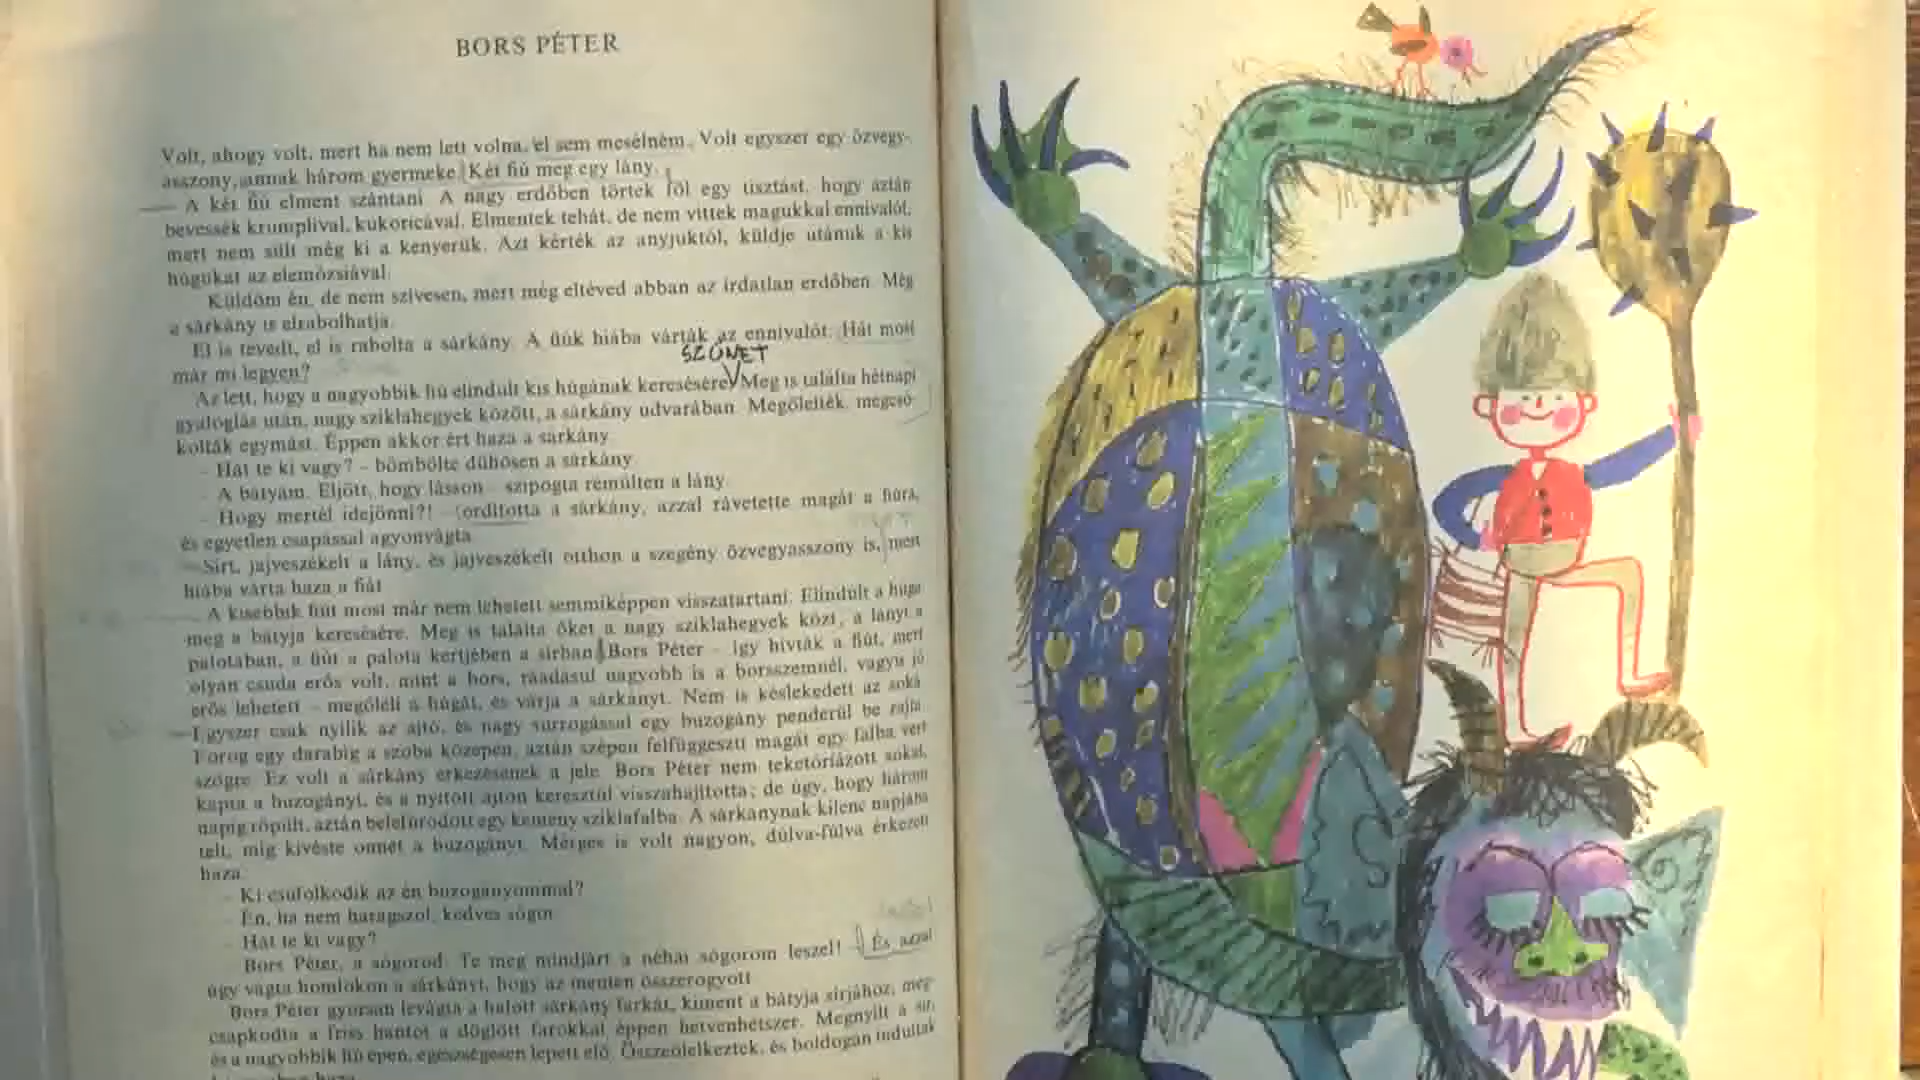 BORS PÉTER
Volt, ahogy volt, mert ha nem lett volna, el sem mesélném. Volt egyszer egy özvegy-
asszony, annak három gyermeke. Két fiú meg egy lány.
A két fiú elment szántani. A nagy erdőben törtek föl egy tisztást, hogy aztán
bevessék krumplival, kukoricával. Elmentek tehát, de nem vittek magukkal ennivalót,
mert nem sült még ki a kenyerük. Azt kérték az anyjuktól, küldje utánuk a kis
húgukat az elemózsiával.
Küldöm én, de nem szívesen, mert még eltéved abban az irdatlan erdőben. Még
a sárkány is elrabolhatja.
El is tévedt, el is rabolta a sárkány. A fiúk hiába várták az ennivalót. Hát most
SZÜNET
már mi legyen?
Az lett, hogy a nagyobbik fiú elindult kis húgának keresésére. Meg is találta hétnapi
gyaloglás után, nagy sziklahegyek között, a sárkány udvarában. Megölelték, megcsó-
kolták egymást. Éppen akkor ért haza a sárkány.
– Hát te ki vagy? – bömbölte dühösen a sárkány.
– A bátyám. Eljött, hogy lásson – szipogta rémülten a lány.
– Hogy mertél idejönni?! – ordította a sárkány, azzal rávetette magát a fiúra,
és egyetlen csapással agyonvágta.
Sírt, jajveszékelt a lány, és jajveszékelt otthon a szegény özvegyasszony is, mert
hiába várta haza a fiát.
A kisebbik fiút most már nem lehetett semmiképpen visszatartani. Elindult a húga
meg a bátyja keresésére. Meg is találta őket a nagy sziklahegyek közt, a lányt a
palotában, a fiút a palota kertjében a sírban. Bors Péter – így hívták a fiút, mert
olyan csuda erős volt, mint a bors, ráadásul nagyobb is a borsszemnél, vagyis jó
erős lehetett – megöleli a húgát, és várja a sárkányt. Nem is késlekedett az soká.
Egyszer csak nyílik az ajtó, és nagy surrogással egy buzogány penderül be rajta.
Forog egy darabig a szoba közepén, aztán szépen felfüggeszti magát egy falba vert
szögre. Ez volt a sárkány érkezésének a jele. Bors Péter nem teketóriázott sokat,
kapta a buzogányt, és a nyitott ajtón keresztül visszahajította; de úgy, hogy három
napig röpült, aztán belefúródott egy kemény sziklafalba. A sárkánynak kilenc napjába
telt, míg kivéste onnét a buzogányt. Mérges is volt nagyon, dúlva-fúlva érkezett
haza.
– Ki csúfolkodik az én buzogányommal?
– Én, ha nem haragszol, kedves sógor.
– Hát te ki vagy?
Bors Péter, a sógorod. Te meg mindjárt a néhai sógorom leszel! – És azzal
úgy vágta homlokon a sárkányt, hogy az menten összerogyott.
Bors Péter gyorsan levágta a halott sárkány farkát, kiment a bátyja sírjához, meg-
csapkodta a friss hantot a döglött farokkal éppen hetvenhétszer. Megnyílt a sír,
és a nagyobbik fiú épen, egészségesen lépett elő. Összeölelkeztek, és boldogan indultak